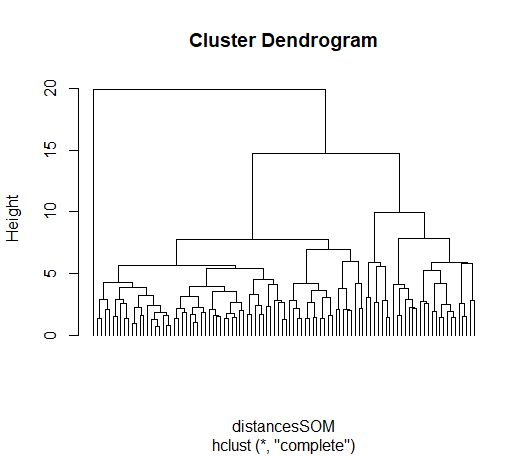 Cluster Dendrogram
Height
20
15
10
5
0
distancesSOM
hclust (*, "complete")